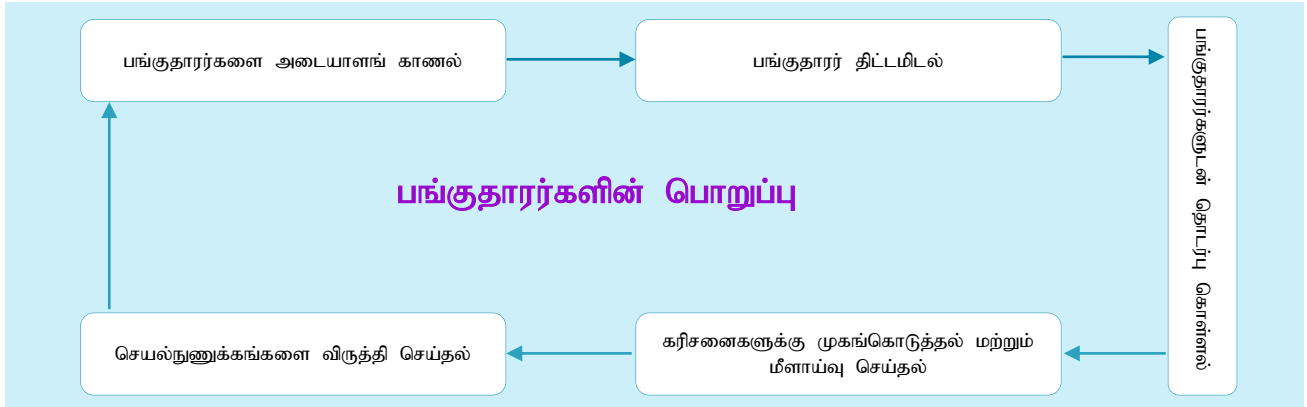 பங்குதாரர்களை அடையாளங் காணல்
பங்குதாரர் திட்டமிடல்
பங்குதாரர்களுடன் தொடர்பு கொள்ளல்
பங்குதாரர்களின் பொறுப்பு
செயல்நுணுக்கங்களை விருத்தி செய்தல்
கரிசனைகளுக்கு முகங்கொடுத்தல் மற்றும்
மீளாய்வு செய்தல்